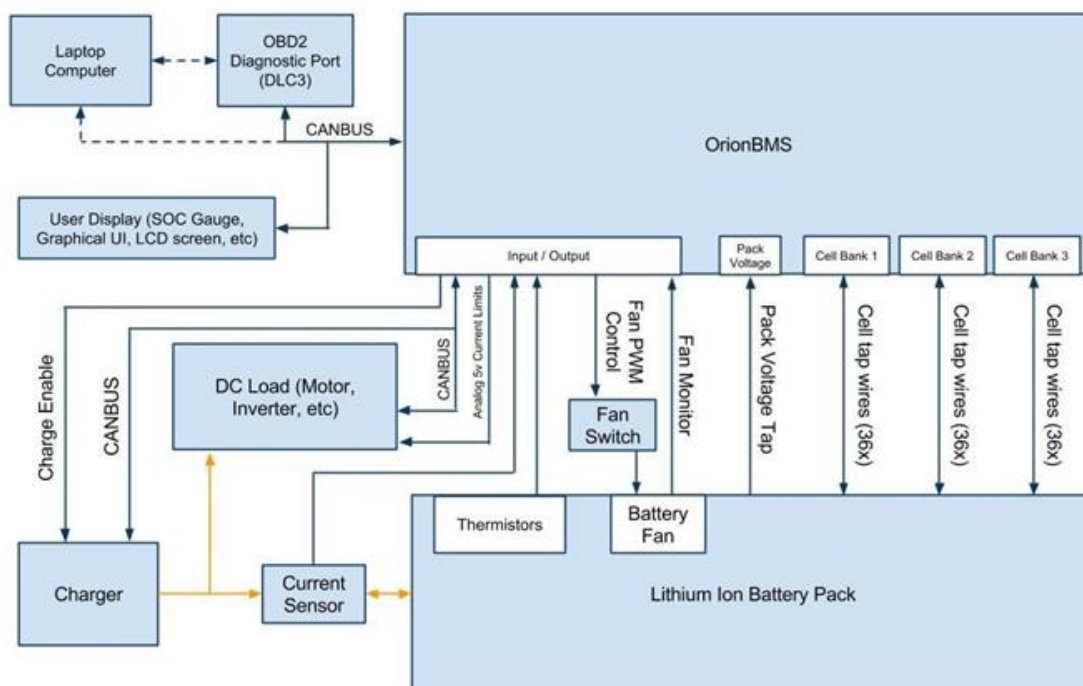 Laptop
Computer
OBD2
Diagnostic Port
(DLC3)
CANBUS
OrionBMS
User Display (SOC Gauge,
Graphical UI, LCD screen, etc)
Input / Output
Pack
Voltage
Cell Bank 1
Cell Bank 2
Cell Bank 3
Charge Enable
CANBUS
DC Load (Motor,
Inverter, etc)
CANBUS
Analog 5v Current Limits
Fan PWM
Control
Fan Monitor
Pack Voltage Tap
Cell tap wires (36x)
Cell tap wires (36x)
Cell tap wires (36x)
Fan
Switch
Thermistors
Battery
Fan
Charger
Current
Sensor
Lithium Ion Battery Pack